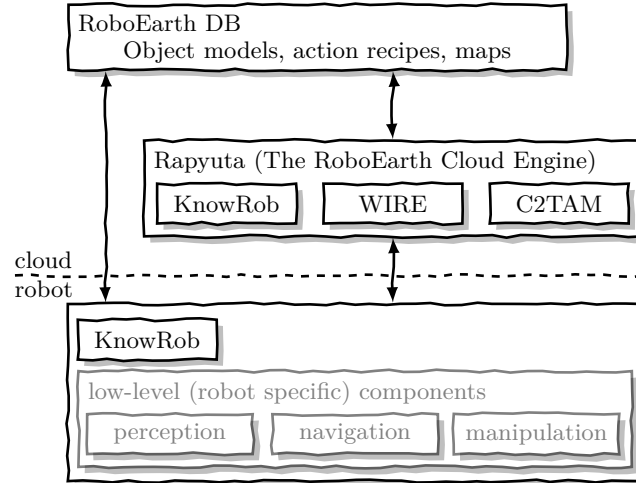 RoboEarth DB
Object models, action recipes, maps
Rapyuta (The RoboEarth Cloud Engine)
KnowRob WIRE C2TAM
cloud
robot
KnowRob
low-level (robot specific) components
perception navigation manipulation